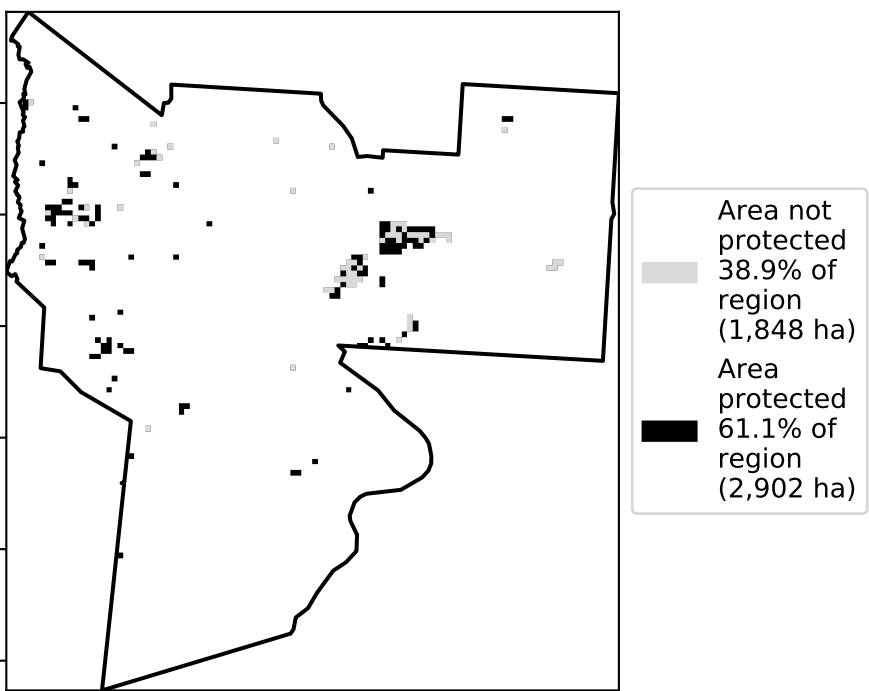 Area not
protected
38.9% of
region
(1,848 ha)
Area
protected
61.1% of
region
(2,902 ha)